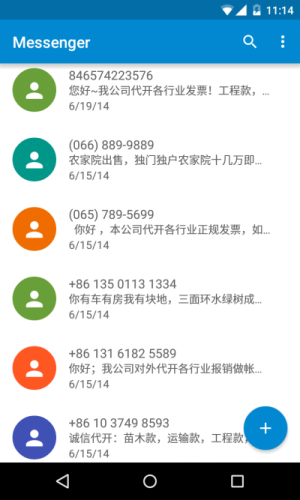 11:14
Messenger
846574223576
您好~我公司代开各行业发票！工程款，...
6/19/14
(066) 889-9889
农家院出售，独门独户农家院十几万即...
6/15/14
(065) 789-5699
你好 ，本公司代开各行业正规发票，如...
6/15/14
+86 135 0113 1334
你有车有房我有块地，三面环水绿树成...
6/15/14
+86 131 6182 5589
你好；我公司对外代开各行业报销做帐...
6/15/14
+86 10 3749 8593
诚信代开：苗木款，运输款，工程款，
6/15/14